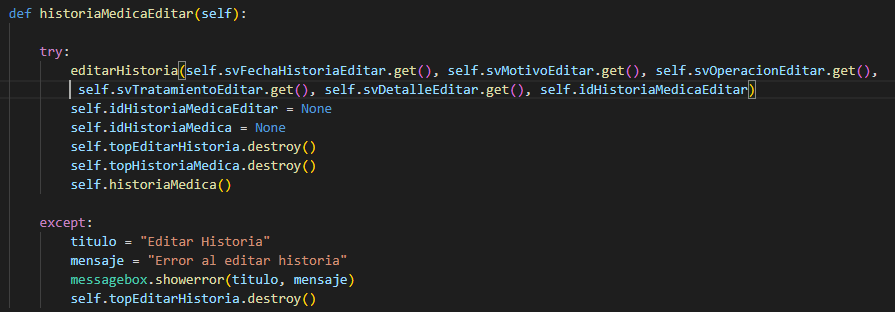 def historiaMedicaEditar(self):
try:
editarHistoria(self.svFechaHistoriaEditar.get(), self.svMotivoEditar.get(), self.svOperacionEditar.get(),
self.svTratamientoEditar.get(), self.svDetalleEditar.get(), self.idHistoriaMedicaEditar)
self.idHistoriaMedicaEditar = None
self.idHistoriaMedica = None
self.topEditarHistoria.destroy()
self.topHistoriaMedica.destroy()
self.historiaMedica()
except:
titulo = "Editar Historia"
mensaje = "Error al editar historia"
messagebox.showerror(titulo, mensaje)
self.topEditarHistoria.destroy()